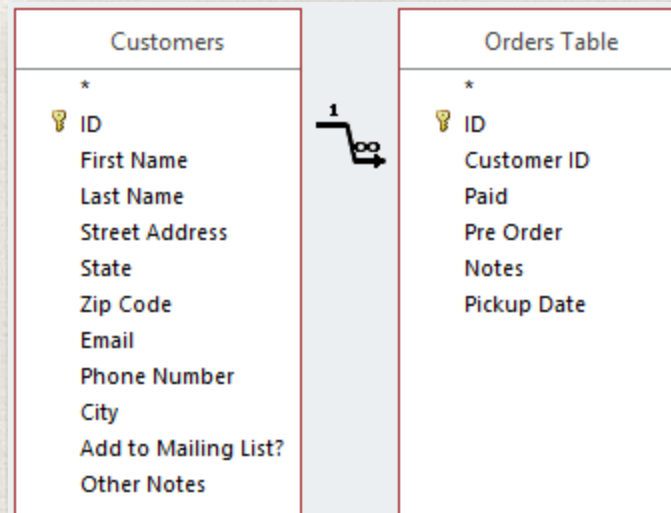 Customers
*
ID
First Name
Last Name
Street Address
State
Zip Code
Email
Phone Number
City
Add to Mailing List?
Other Notes
1
∞
Orders Table
*
ID
Customer ID
Paid
Pre Order
Notes
Pickup Date